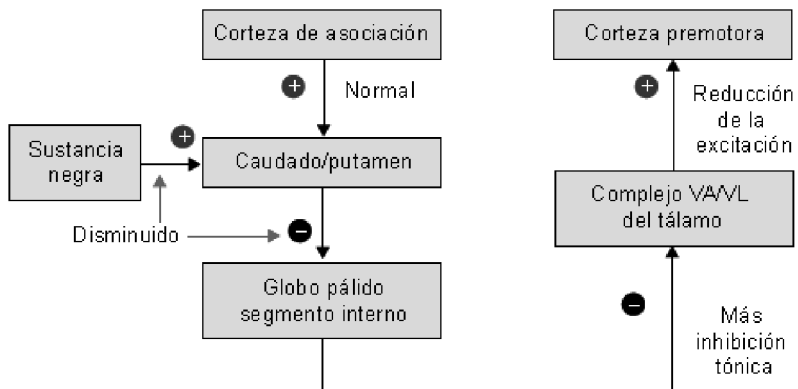 Corteza de asociación
Corteza premotora
+
Normal
+
Reducción
de la
excitación
+
Sustancia
negra
Caudado/putamen
Complejo VA/VL
del tálamo
Disminuido
−
Globo pálido
segmento interno
−
Más
inhibición
tónica